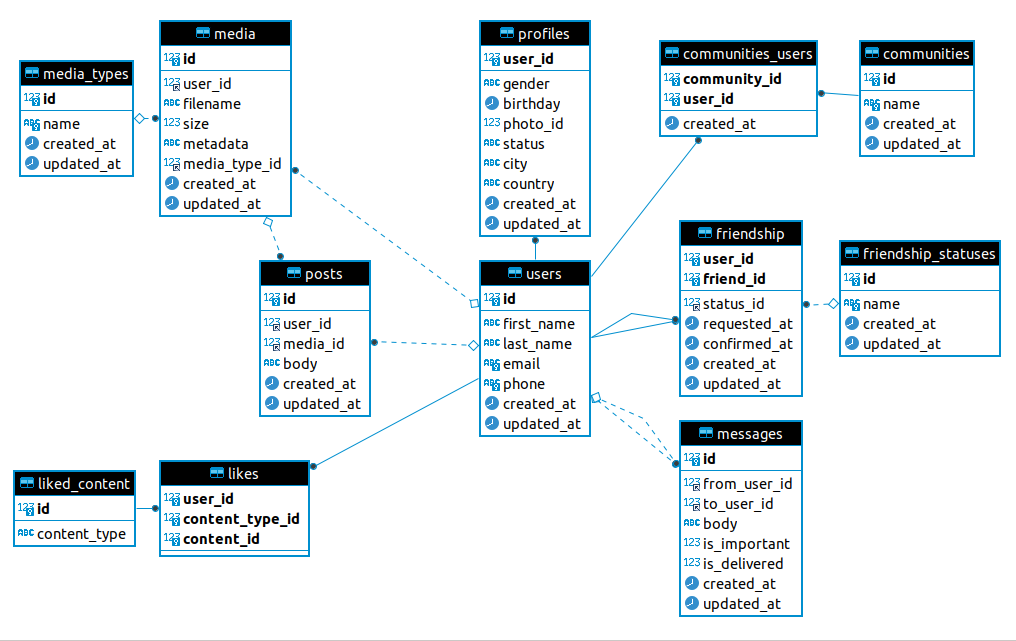 media_types
id
name
created_at
updated_at
media
id
user_id
filename
size
metadata
media_type_id
created_at
updated_at
profiles
user_id
gender
birthday
photo_id
status
city
country
created_at
updated_at
communities_users
community_id
user_id
created_at
communities
id
name
created_at
updated_at
posts
id
user_id
media_id
body
created_at
updated_at
users
id
first_name
last_name
email
phone
created_at
updated_at
friendship
user_id
friend_id
status_id
requested_at
confirmed_at
created_at
updated_at
friendship_statuses
id
name
created_at
updated_at
liked_content
id
content_type
likes
user_id
content_type_id
content_id
messages
id
from_user_id
to_user_id
body
is_important
is_delivered
created_at
updated_at